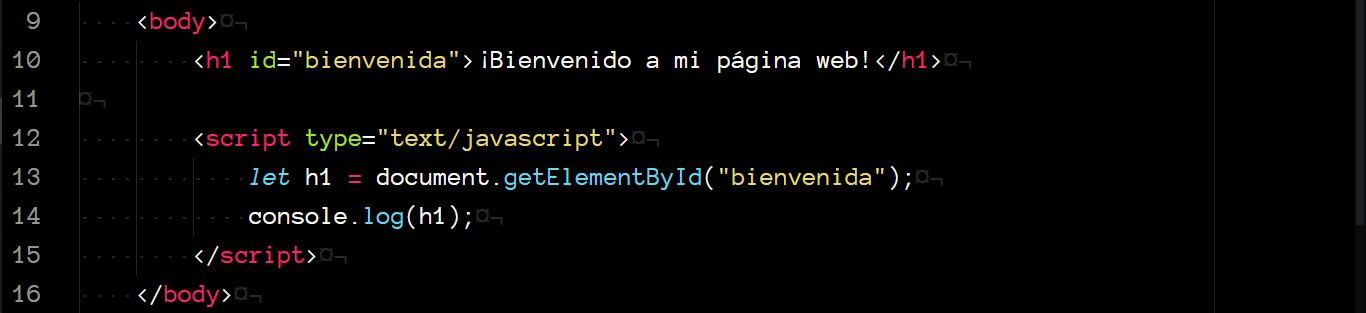 9 <body>
10 <h1 id="bienvenida">¡Bienvenido a mi página web!</h1>
11
12 <script type="text/javascript">
13 let h1 = document.getElementById("bienvenida");
14 console.log(h1);
15 </script>
16 </body>